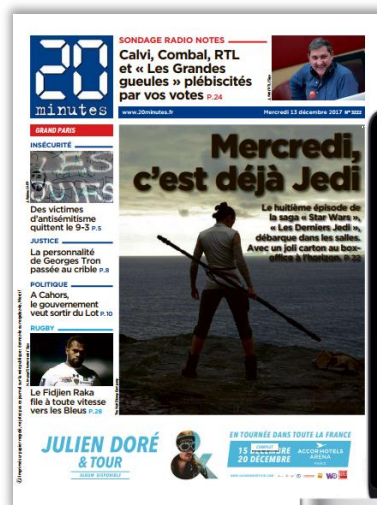 20
minutes
SONDAGE RADIO NOTES
Calvi, Combal, RTL
et « Les Grandes
gueules » plébiscités
par vos votes P.24
www.20minutes.fr
Mercredi 13 décembre 2017 N° 3222
GRAND PARIS
INSÉCURITÉ
Des victimes
d'antisémitisme
quittent le 9-3 P.5
JUSTICE
La personnalité
de Georges Tron
passée au crible P.8
POLITIQUE
A Cahors,
le gouvernement
veut sortir du Lot P.10
RUGBY
Le Fidjien Raka
file à toute vitesse
vers les Bleus P.28
Mercredi,
c'est déjà Jedi
Le huitième épisode de
la saga « Star Wars »,
« Les Derniers Jedi »,
débarque dans les salles.
Avec un joli carton au box-
office à l'horizon. P.22
JULIEN DORÉ
& TOUR
ALBUM DISPONIBLE
&
EN TOURNÉE DANS TOUTE LA FRANCE
COMPLET
15
20 DÉCEMBRE
ACCORHOTELS
ARENA